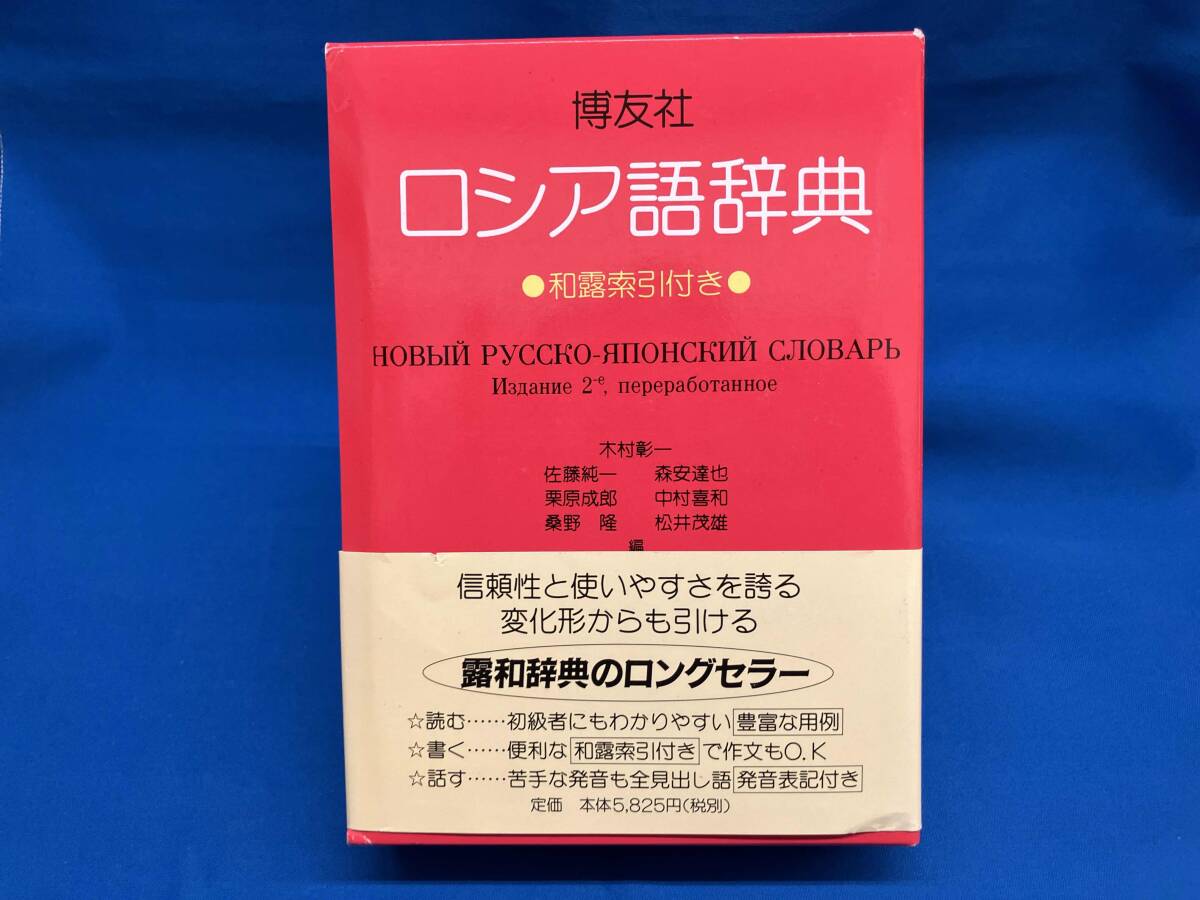 博友社
ロシア語辞典
●和露索引付き●
НОВЫЙ РУССКО-ЯПОНСКИЙ СЛОВАРЬ
Издание 2-е, переработанное
木村彰一
佐藤純一 森安達也
栗原成郎 中村喜和
桑野 隆 松井茂雄
編
信頼性と使いやすさを誇る
変化形からも引ける
露和辞典のロングセラー
☆読む……初級者にもわかりやすい豊富な用例
☆書く……便利な和露索引付きで作文もO.K
☆話す……苦手な発音も全見出し語発音表記付き
定価 本体5,825円(税別)